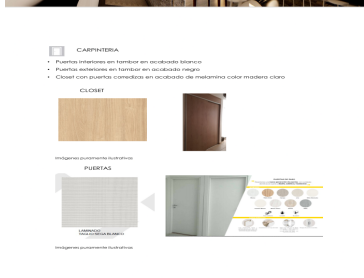 CARPINTERIA
• Puertas interiores en tambor en acabado blanco
• Puertas exteriores en tambor en acabado negro
• Closet con puertas corredizas en acabado de melamina color madera claro
CLOSET
Imágenes puramente ilustrativas
PUERTAS
LAMINADO
Imágenes puramente ilustrativas